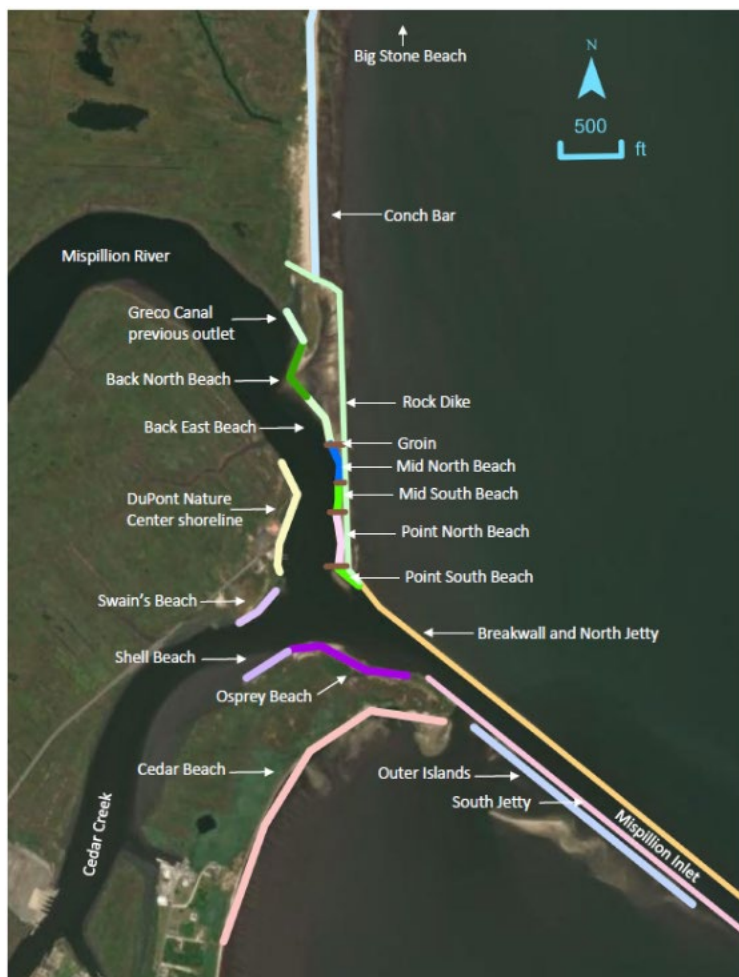 Big Stone Beach
N
500
ft
Conch Bar
Mispillion River
Greco Canal
previous outlet
Back North Beach
Rock Dike
Back East Beach
Groin
Mid North Beach
DuPont Nature
Center shoreline
Mid South Beach
Point North Beach
Point South Beach
Swain's Beach
Breakwall and North Jetty
Shell Beach
Osprey Beach
Cedar Beach
Outer Islands
South Jetty
Mispillion Inlet
Cedar Creek